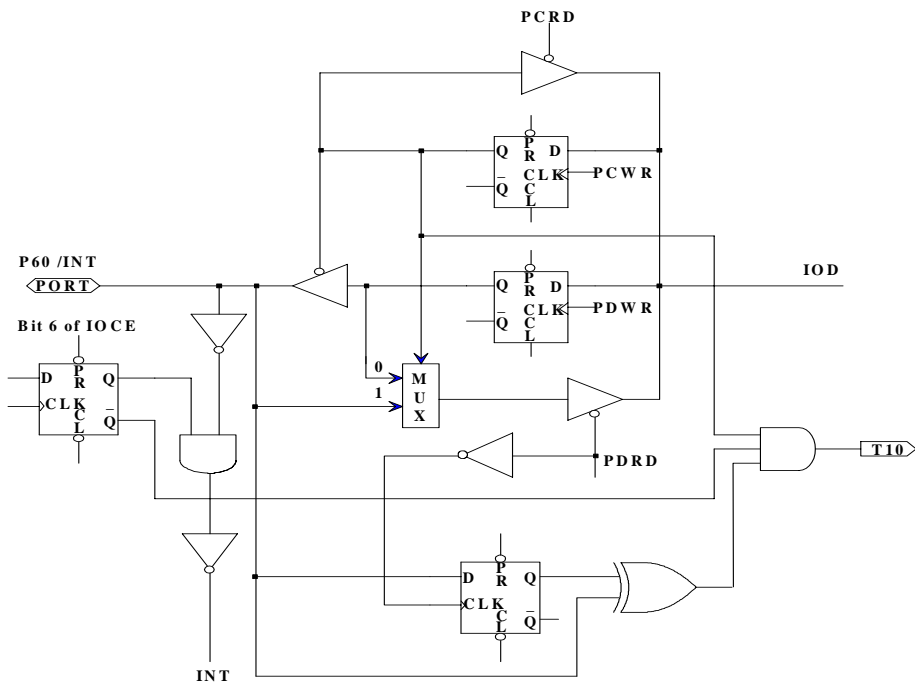 PCRD
Q PR D
CLK PCWR
Q̅ CL
P60 /INT
PORT
Q PR D
IOD
CLK PDWR
Q̅ CL
Bit 6 of IOCE
D PR Q
CLK
CL Q̅
0
1
MUX
PDRD
T10
D PR Q
CLK
CL Q̅
INT